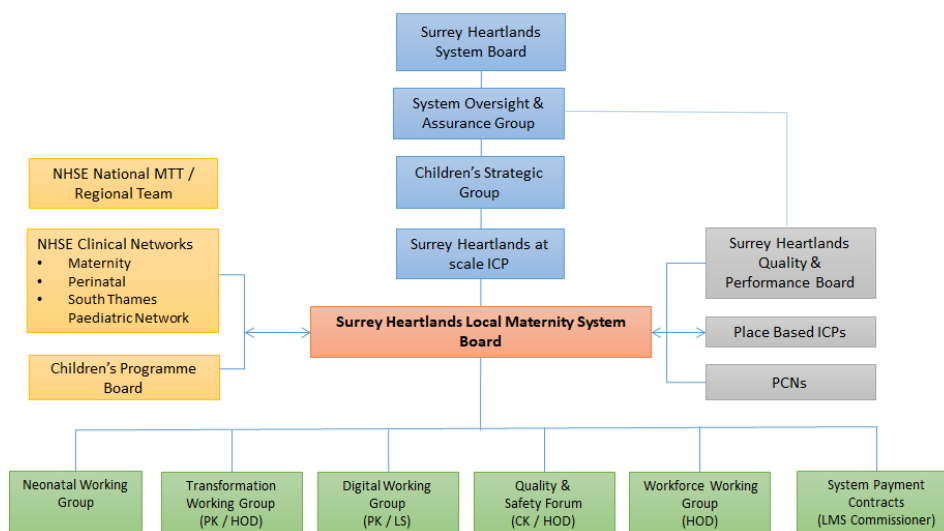 Surrey Heartlands
System Board
System Oversight &
Assurance Group
NHSE National MTT /
Regional Team
Children's Strategic
Group
NHSE Clinical Networks
• Maternity
• Perinatal
• South Thames
Paediatric Network
Surrey Heartlands at
scale ICP
Surrey Heartlands
Quality &
Performance Board
Surrey Heartlands Local Maternity System
Board
Place Based ICPs
Children's Programme
Board
PCNs
Neonatal Working
Group
Transformation
Working Group
(PK / HOD)
Digital Working
Group
(PK / LS)
Quality &
Safety Forum
(CK / HOD)
Workforce Working
Group
(HOD)
System Payment
Contracts
(LMS Commissioner)